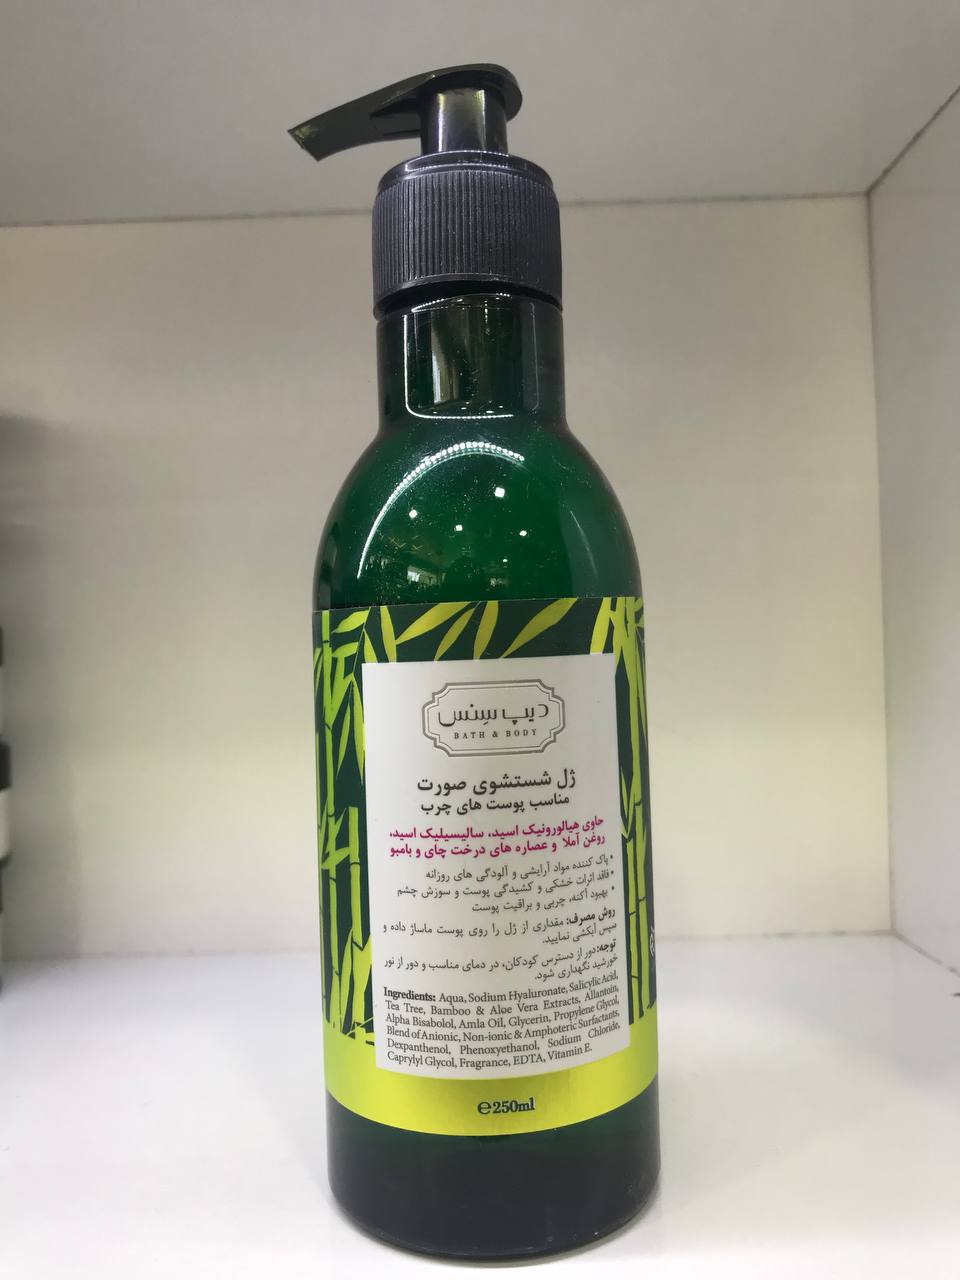 دیپ سِنس
BATH & BODY
ژل شستشوی صورت
مناسب پوست های چرب
حاوی هیالورونیک اسید، سالیسیلیک اسید،
روغن آملا و عصاره های درخت چای و بامبو
* پاک کننده مواد آرایشی و آلودگی های روزانه
* فاقد اثرات خشکی و کشیدگی پوست و سوزش چشم
* بهبود آکنه، چربی و براقیت پوست
روش مصرف: مقداری از ژل را روی پوست ماساژ داده و
سپس آبکشی نمایید.
توجه: دور از دسترس کودکان، در دمای مناسب و دور از نور
خورشید نگهداری شود.
Ingredients: Aqua, Sodium Hyaluronate, Salicylic Acid,
Tea Tree, Bamboo & Aloe Vera Extracts, Allantoin,
Alpha Bisabolol, Amla Oil, Glycerin, Propylene Glycol,
Blend of Anionic, Non-ionic & Amphoteric Surfactants,
Dexpanthenol, Phenoxyethanol, Sodium Chloride,
Caprylyl Glycol, Fragrance, EDTA, Vitamin E.
℮250ml